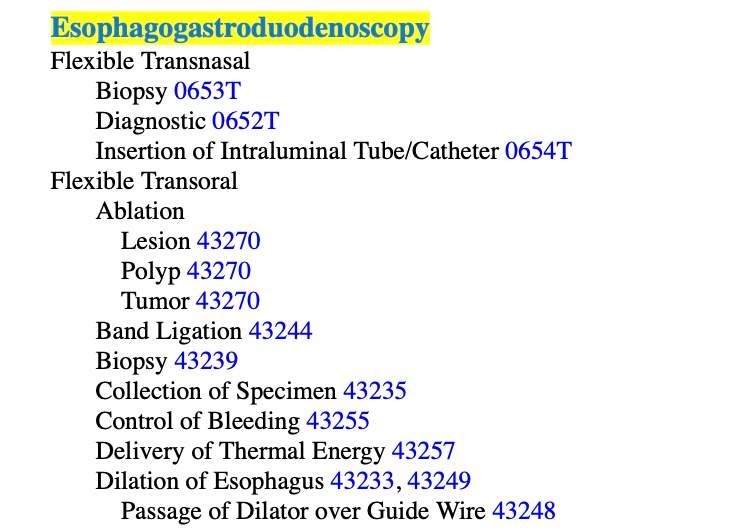 Esophagogastroduodenoscopy
Flexible Transnasal
Biopsy 0653T
Diagnostic 0652T
Insertion of Intraluminal Tube/Catheter 0654T
Flexible Transoral
Ablation
Lesion 43270
Polyp 43270
Tumor 43270
Band Ligation 43244
Biopsy 43239
Collection of Specimen 43235
Control of Bleeding 43255
Delivery of Thermal Energy 43257
Dilation of Esophagus 43233, 43249
Passage of Dilator over Guide Wire 43248